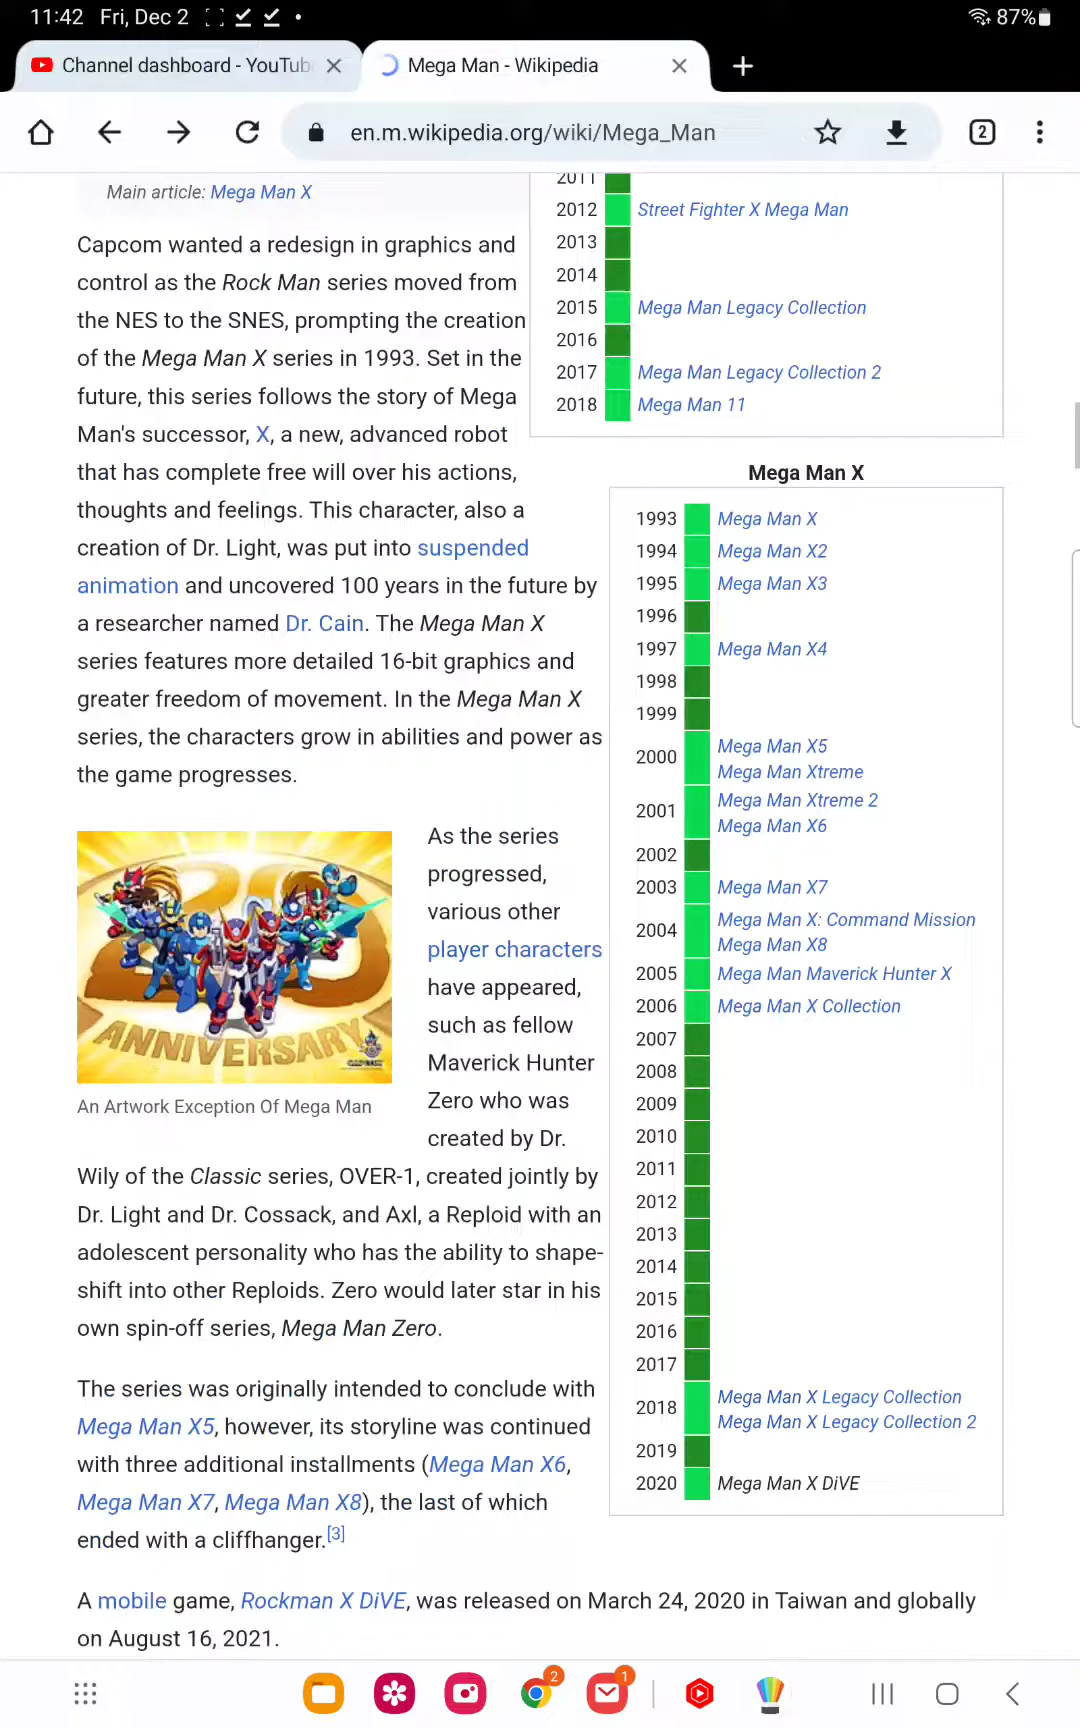 11:42 Fri, Dec 2
87%
Channel dashboard - YouTub
Mega Man - Wikipedia
en.m.wikipedia.org/wiki/Mega_Man
2
Main article: Mega Man X
Capcom wanted a redesign in graphics and
control as the Rock Man series moved from
the NES to the SNES, prompting the creation
of the Mega Man X series in 1993. Set in the
future, this series follows the story of Mega
Man's successor, X, a new, advanced robot
that has complete free will over his actions,
thoughts and feelings. This character, also a
creation of Dr. Light, was put into suspended
animation and uncovered 100 years in the future by
a researcher named Dr. Cain. The Mega Man X
series features more detailed 16-bit graphics and
greater freedom of movement. In the Mega Man X
series, the characters grow in abilities and power as
the game progresses.
2011
2012 Street Fighter X Mega Man
2013
2014
2015 Mega Man Legacy Collection
2016
2017 Mega Man Legacy Collection 2
2018 Mega Man 11
Mega Man X
1993 Mega Man X
1994 Mega Man X2
1995 Mega Man X3
1996
1997 Mega Man X4
1998
1999
2000 Mega Man X5
Mega Man Xtreme
2001 Mega Man Xtreme 2
Mega Man X6
2002
2003 Mega Man X7
2004 Mega Man X: Command Mission
Mega Man X8
2005 Mega Man Maverick Hunter X
2006 Mega Man X Collection
2007
2008
2009
2010
2011
2012
2013
2014
2015
2016
2017
2018 Mega Man X Legacy Collection
Mega Man X Legacy Collection 2
2019
2020 Mega Man X DiVE
20
ANNIVERSARY
CAPCOM
An Artwork Exception Of Mega Man
As the series
progressed,
various other
player characters
have appeared,
such as fellow
Maverick Hunter
Zero who was
created by Dr.
Wily of the Classic series, OVER-1, created jointly by
Dr. Light and Dr. Cossack, and Axl, a Reploid with an
adolescent personality who has the ability to shape-
shift into other Reploids. Zero would later star in his
own spin-off series, Mega Man Zero.
The series was originally intended to conclude with
Mega Man X5, however, its storyline was continued
with three additional installments (Mega Man X6,
Mega Man X7, Mega Man X8), the last of which
ended with a cliffhanger.[3]
A mobile game, Rockman X DiVE, was released on March 24, 2020 in Taiwan and globally
on August 16, 2021.
2
1